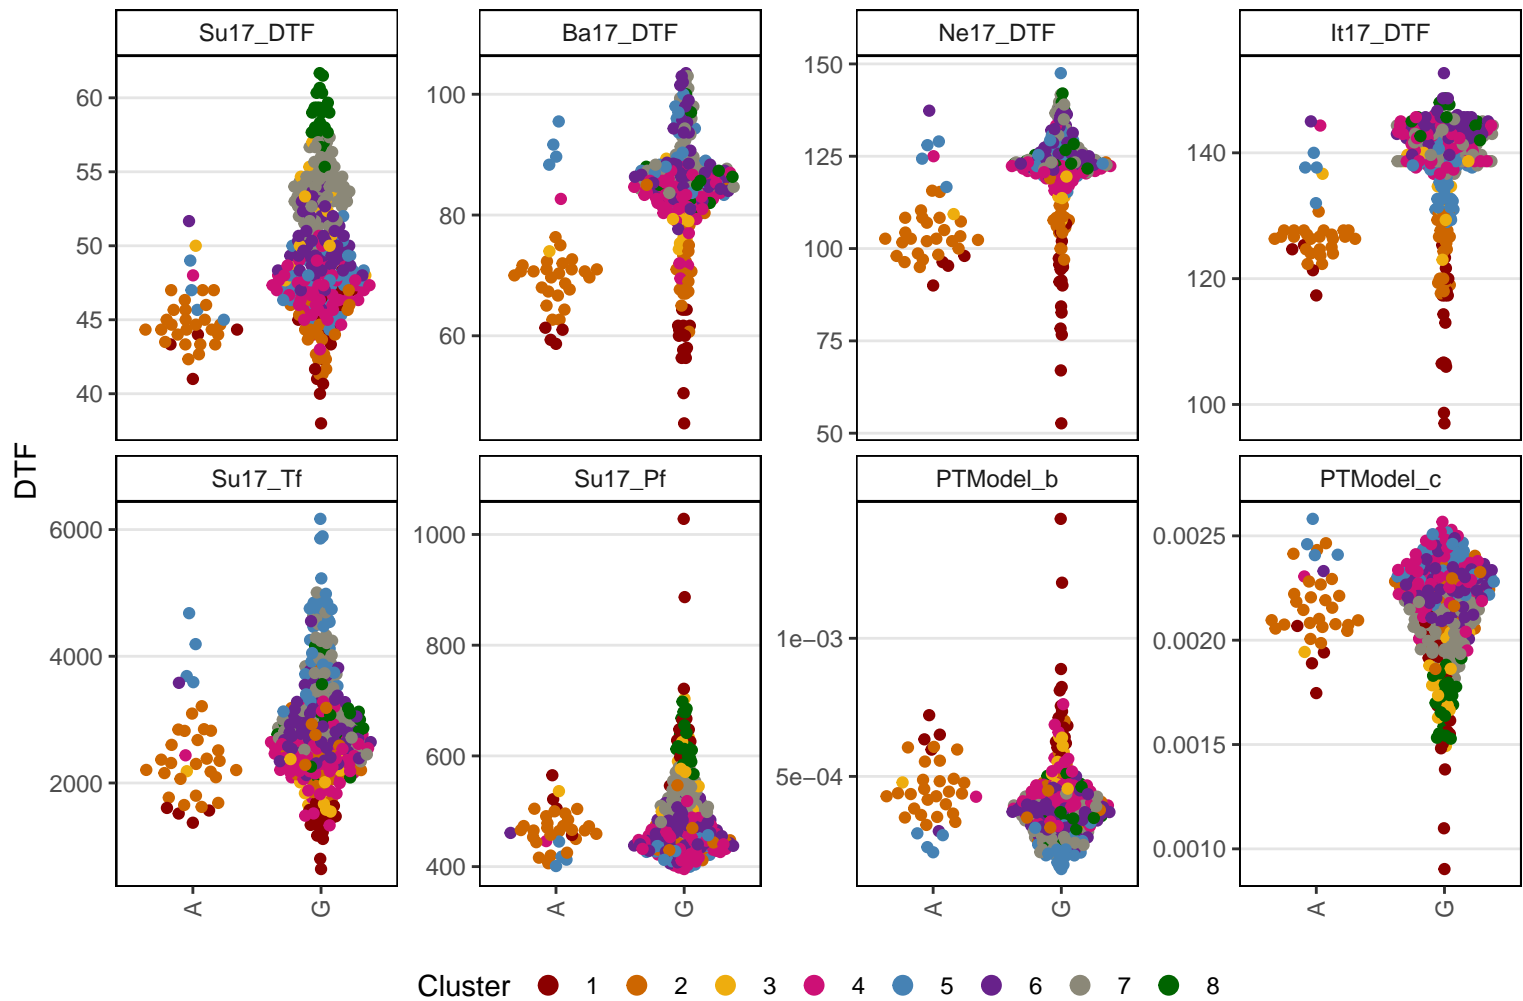 Su17_DTF
Ba17_DTF
Ne17_DTF
It17_DTF
60
55
50
45
40
100
80
60
150
125
100
75
50
140
120
100
DTF
Su17_Tf
Su17_Pf
PTModel_b
PTModel_c
6000
4000
2000
1000
800
600
400
1e−03
5e−04
0.0025
0.0020
0.0015
0.0010
A
G
A
G
A
G
A
G
Cluster 1 2 3 4 5 6 7 8